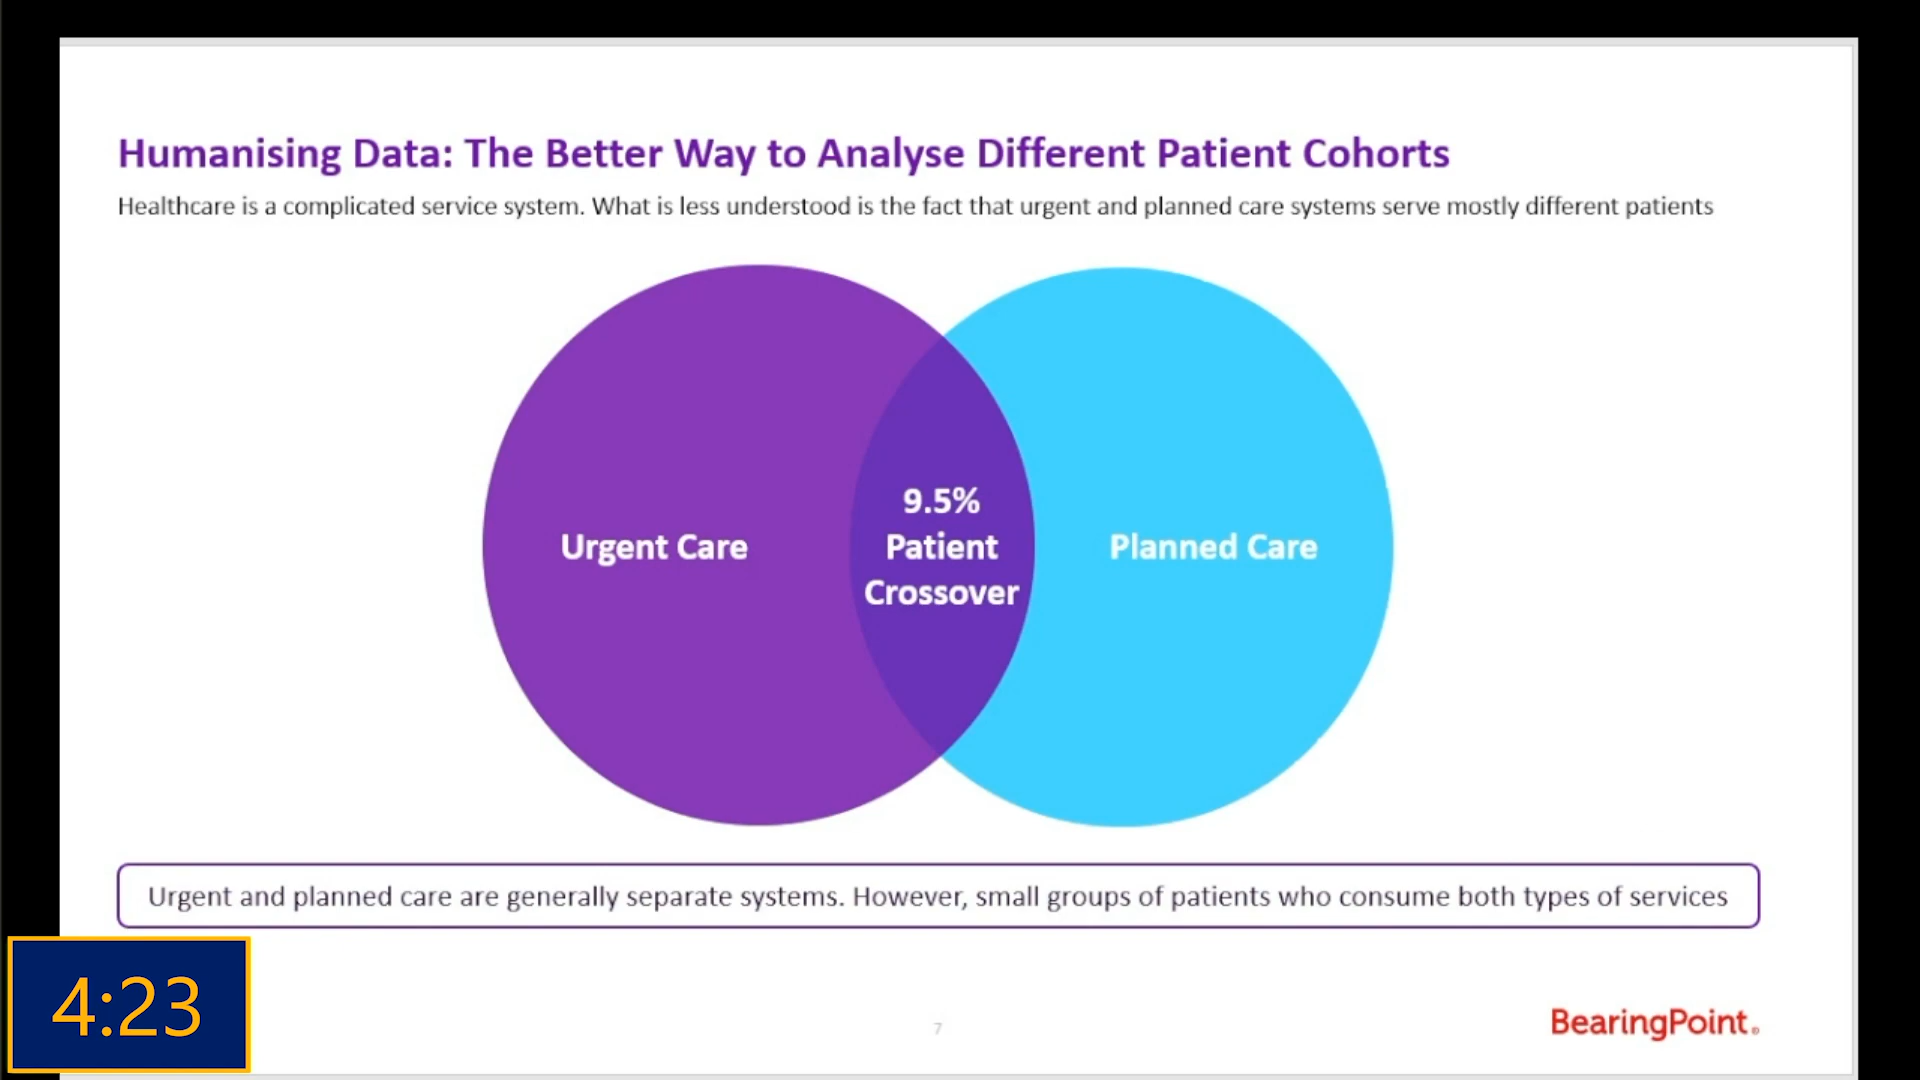 Humanising Data: The Better Way to Analyse Different Patient Cohorts
Healthcare is a complicated service system. What is less understood is the fact that urgent and planned care systems serve mostly different patients
Urgent Care
9.5%
Patient
Crossover
Planned Care
Urgent and planned care are generally separate systems. However, small groups of patients who consume both types of services
4:23
7
BearingPoint®